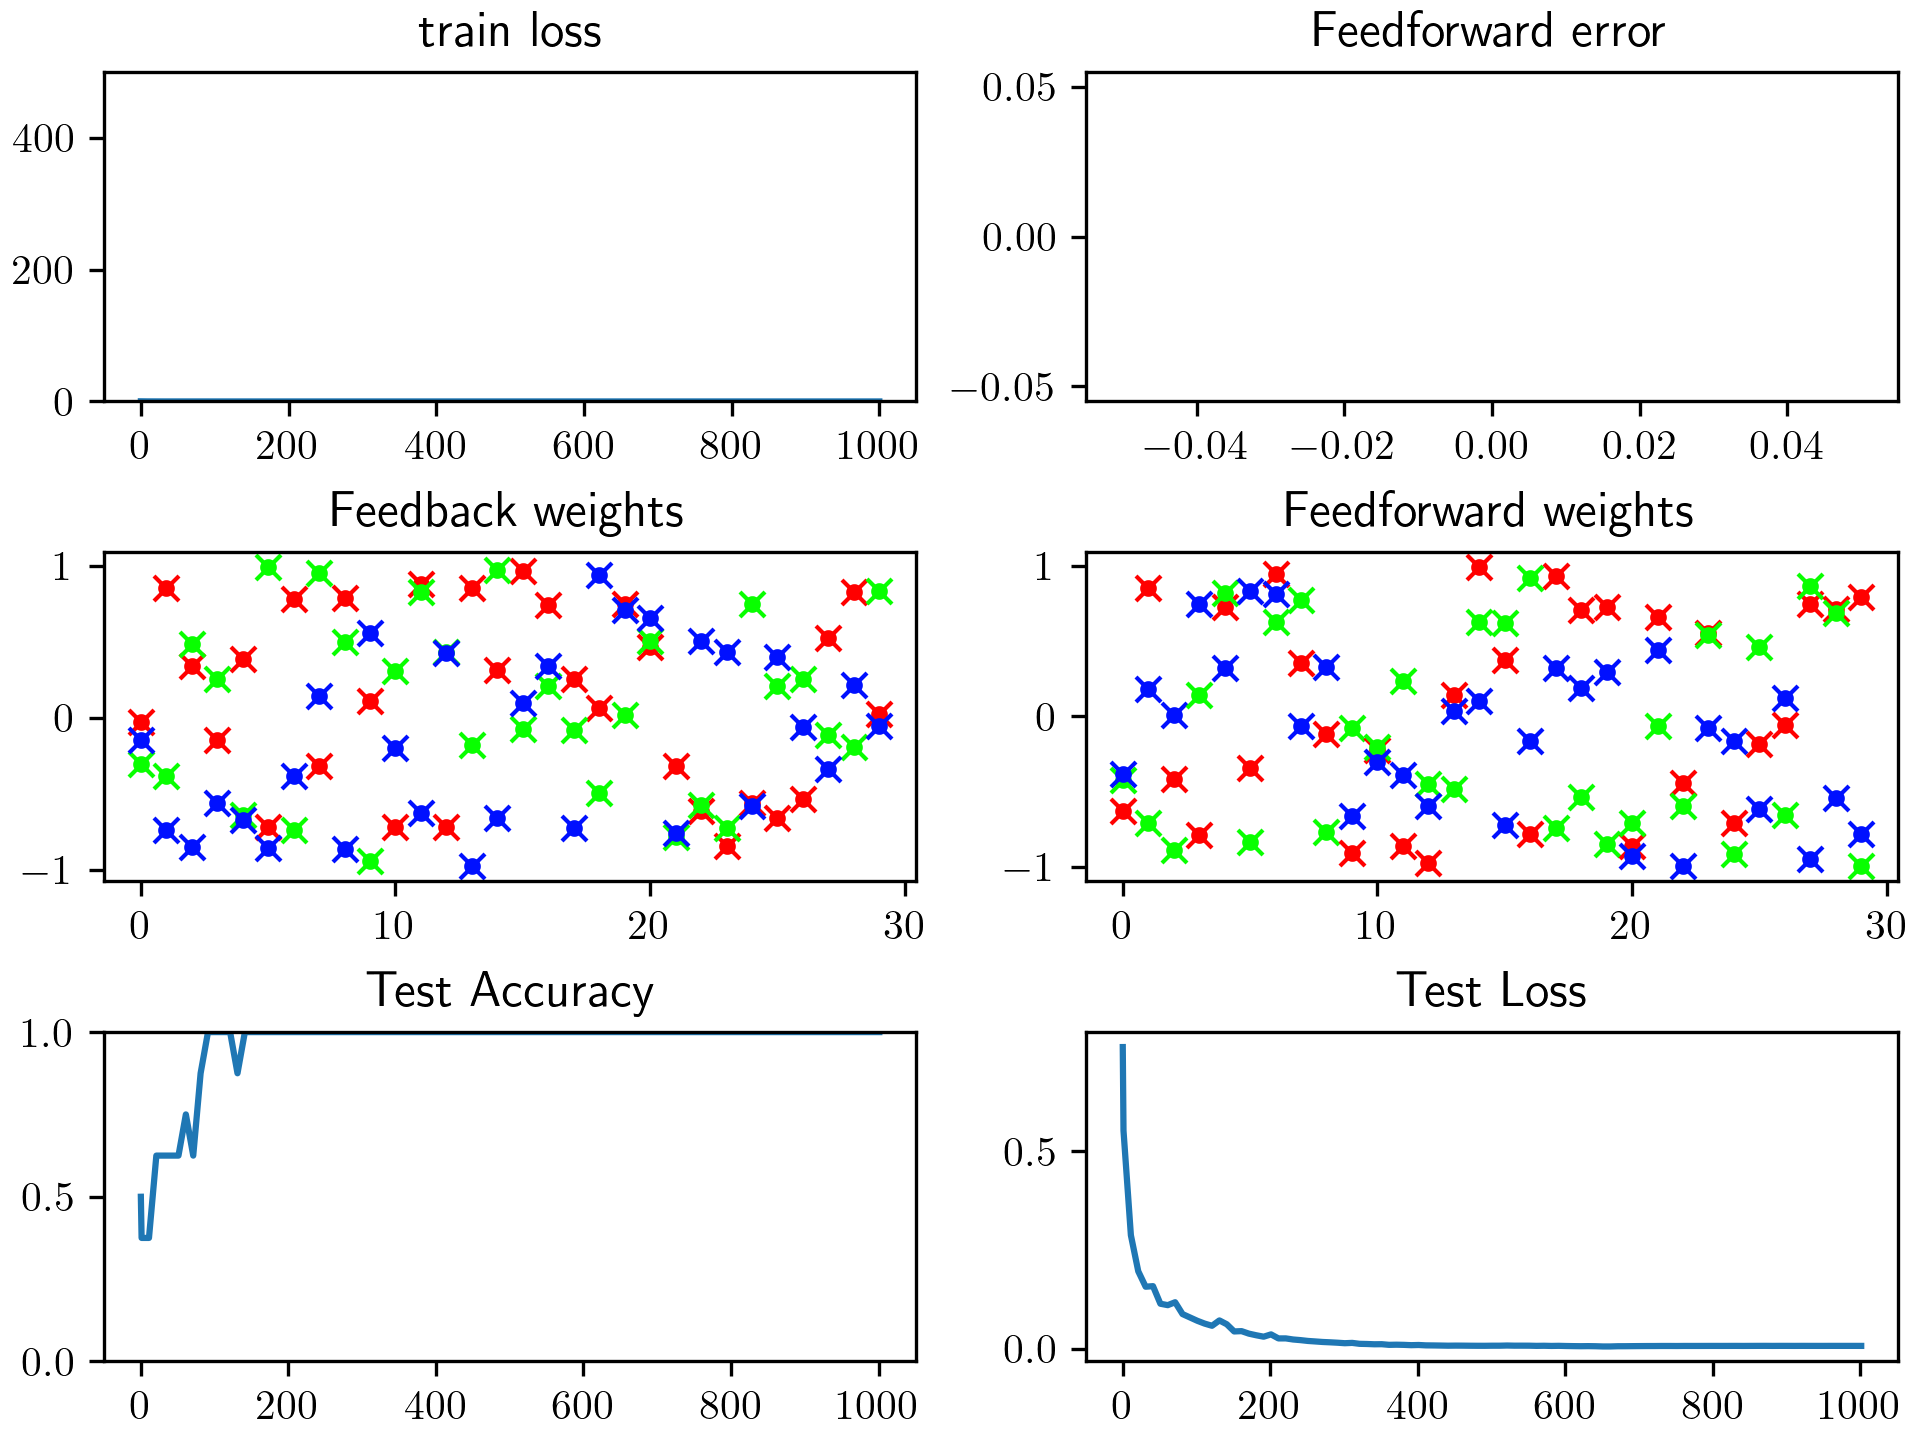 train loss
400
200
0
0 200 400 600 800 1000
Feedforward error
0.05
0.00
−0.05
−0.04 −0.02 0.00 0.02 0.04
Feedback weights
1
0
−1
0 10 20 30
Feedforward weights
1
0
−1
0 10 20 30
Test Accuracy
1.0
0.5
0.0
0 200 400 600 800 1000
Test Loss
0.5
0.0
0 200 400 600 800 1000